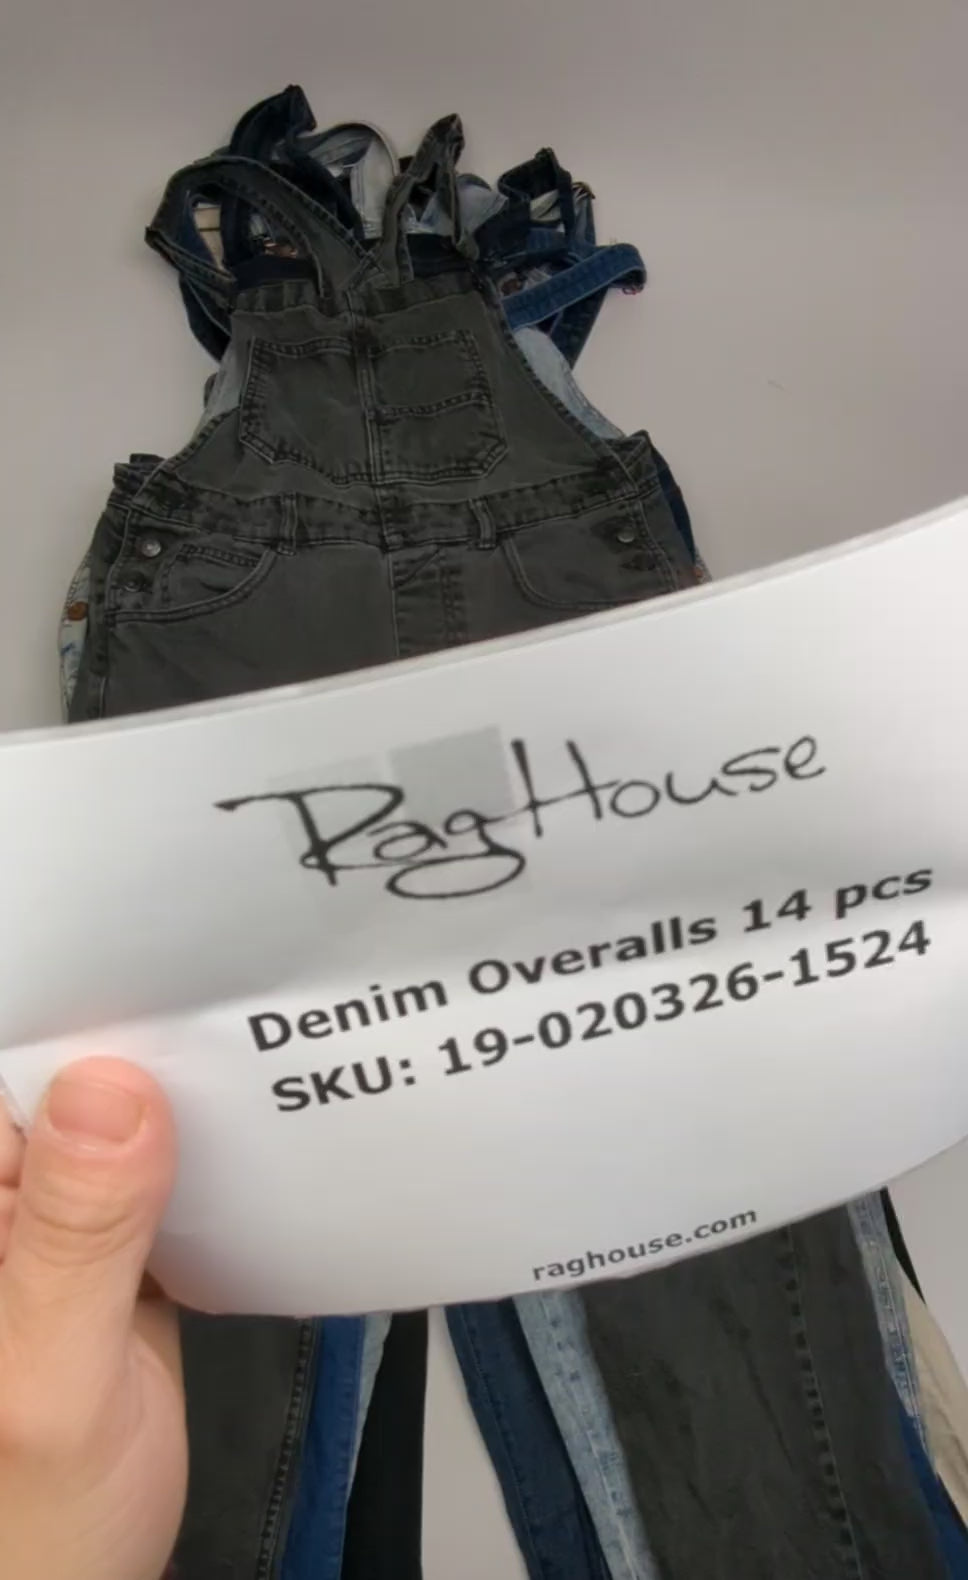 RagHouse
Denim Overalls 14 pcs
SKU: 19-020326-1524
raghouse.com